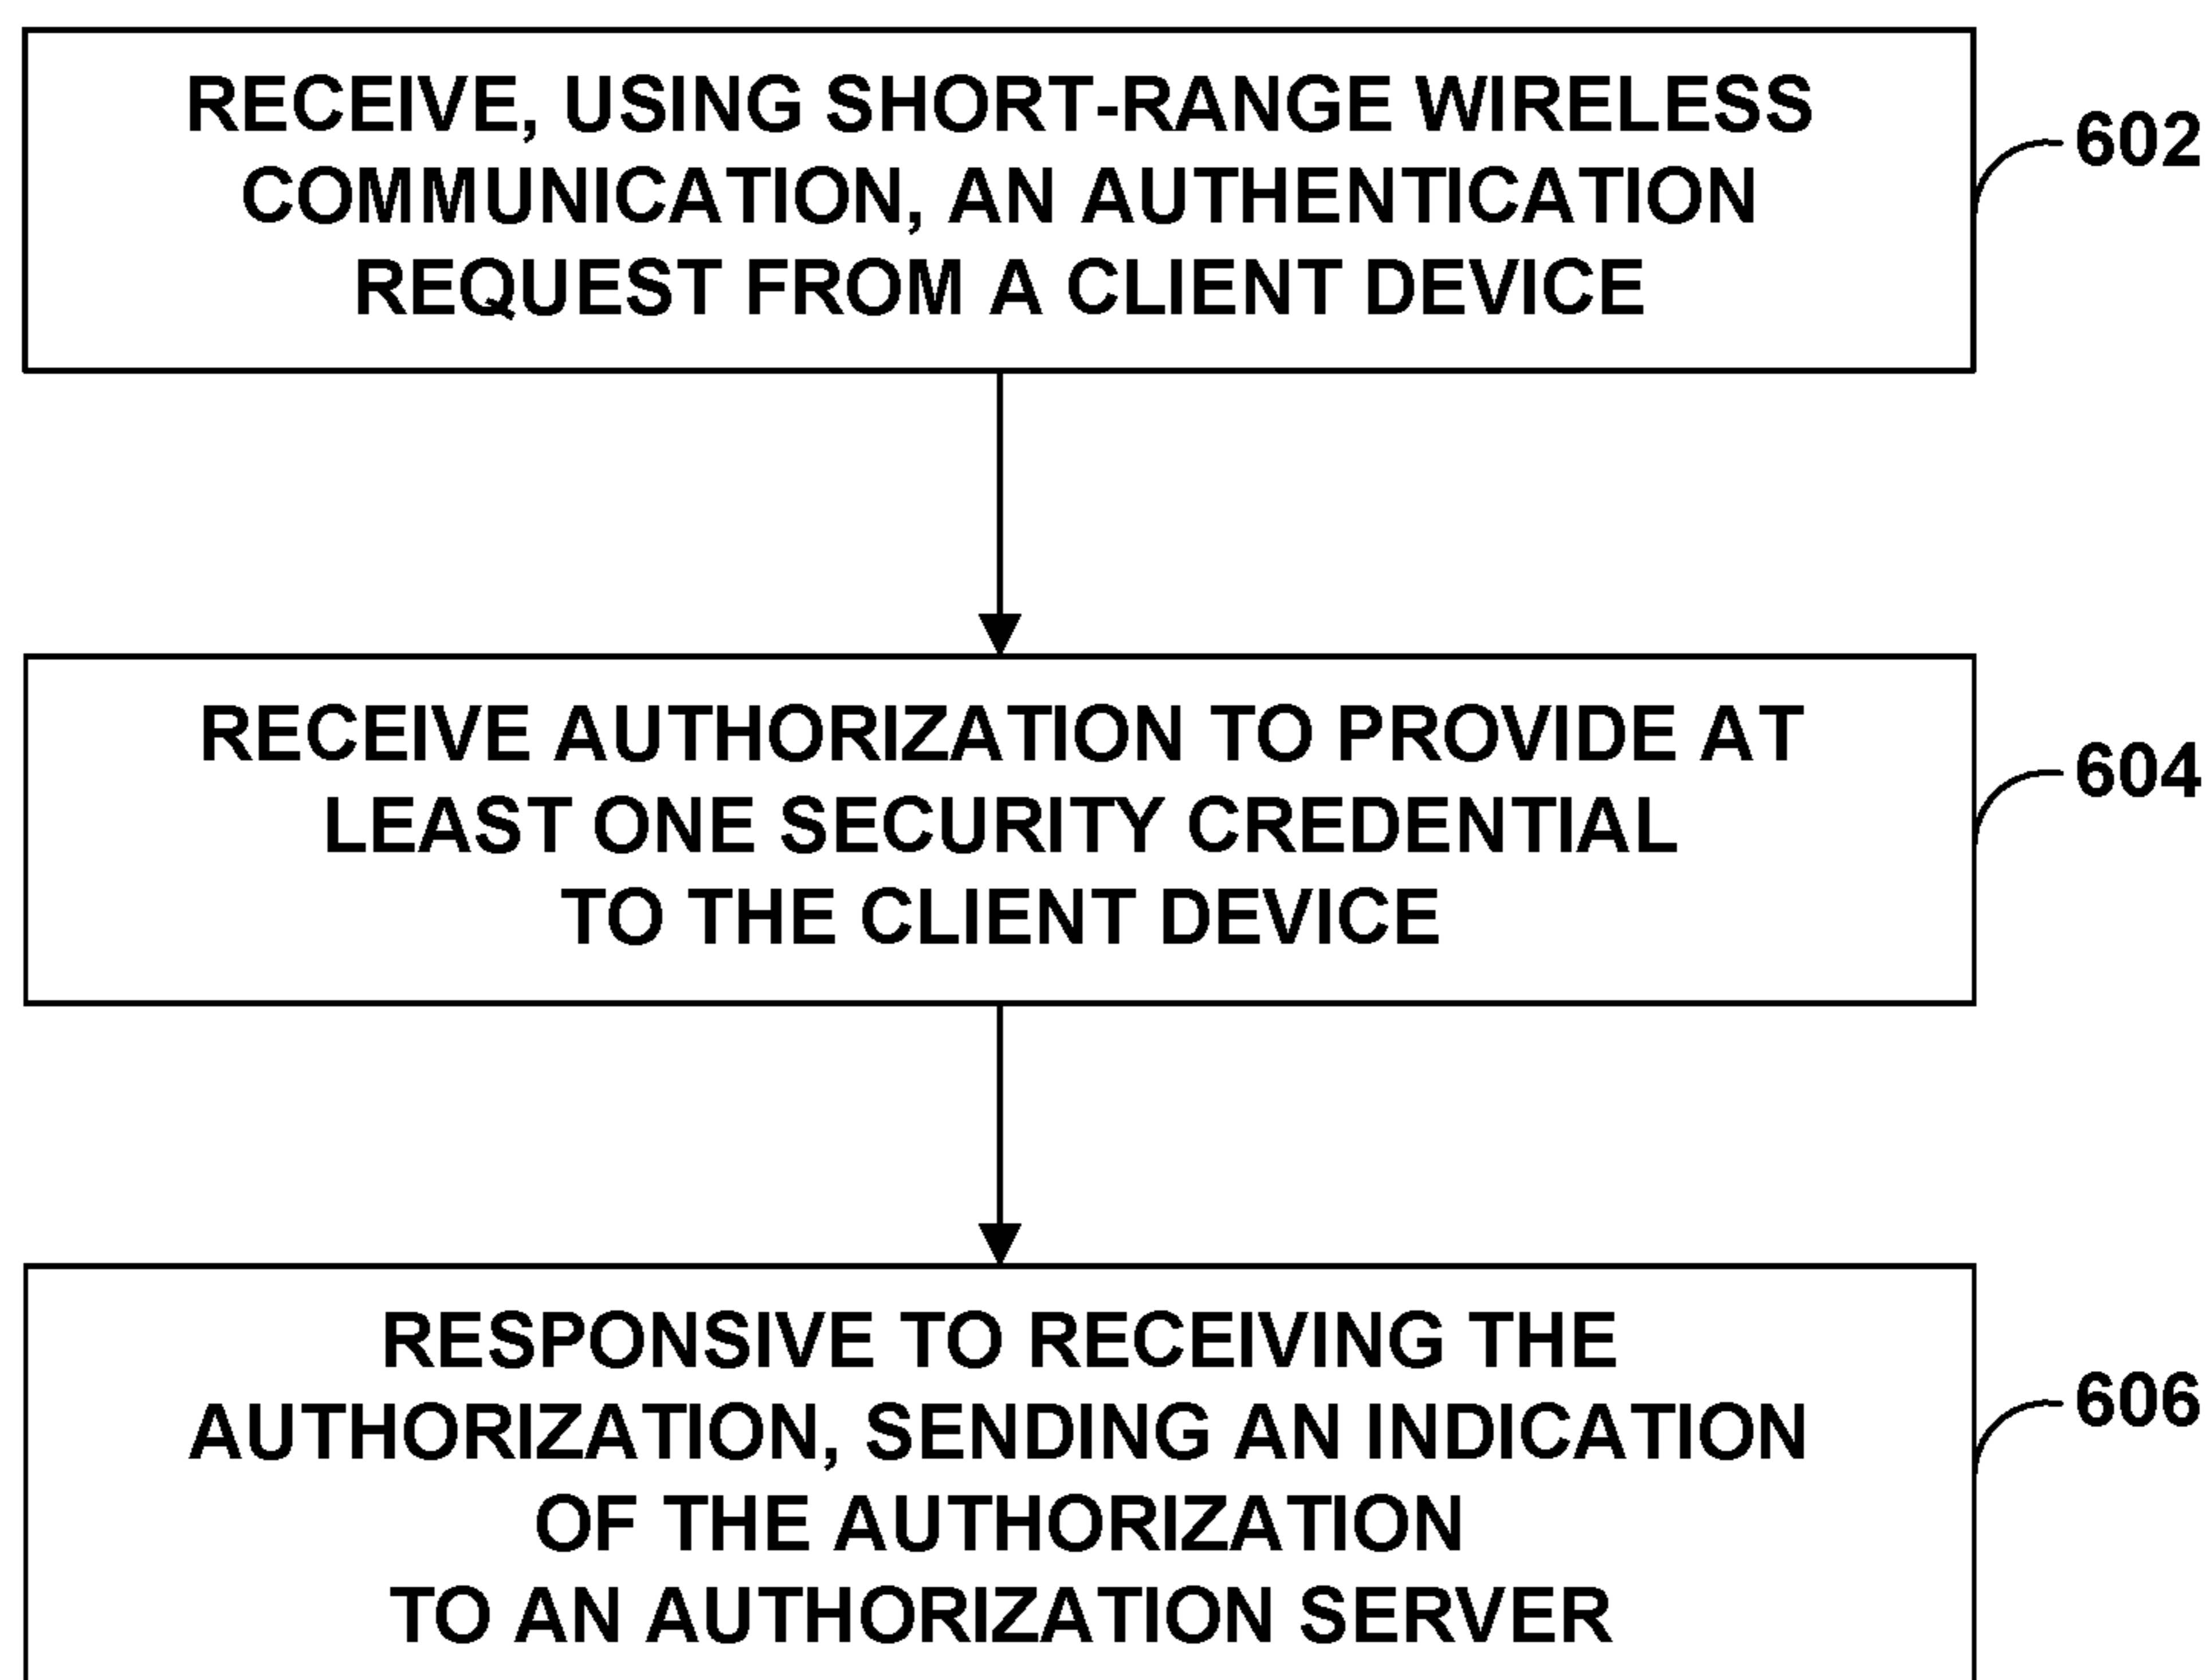 RECEIVE, USING SHORT-RANGE WIRELESS
COMMUNICATION, AN AUTHENTICATION
REQUEST FROM A CLIENT DEVICE
602
RECEIVE AUTHORIZATION TO PROVIDE AT
LEAST ONE SECURITY CREDENTIAL
TO THE CLIENT DEVICE
604
RESPONSIVE TO RECEIVING THE
AUTHORIZATION, SENDING AN INDICATION
OF THE AUTHORIZATION
TO AN AUTHORIZATION SERVER
606